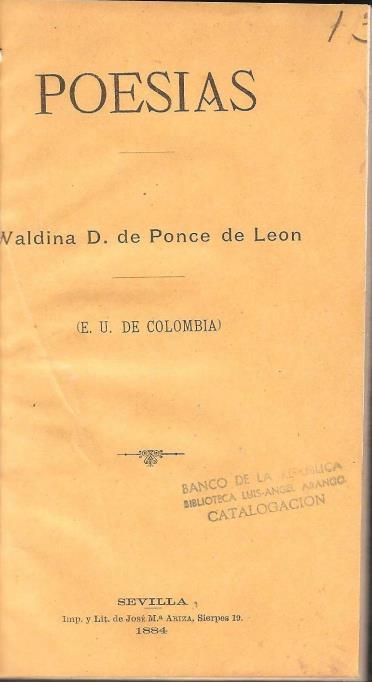 POESIAS
Waldina D. de Ponce de Leon
(E. U. DE COLOMBIA)
BANCO DE LA REPUBLICA
BIBLIOTECA LUIS-ANGEL ARANGO
CATALOGACION
SEVILLA,
Imp. y Lit. de JOSÉ M.ª ARIZA, Sierpes 19.
1884